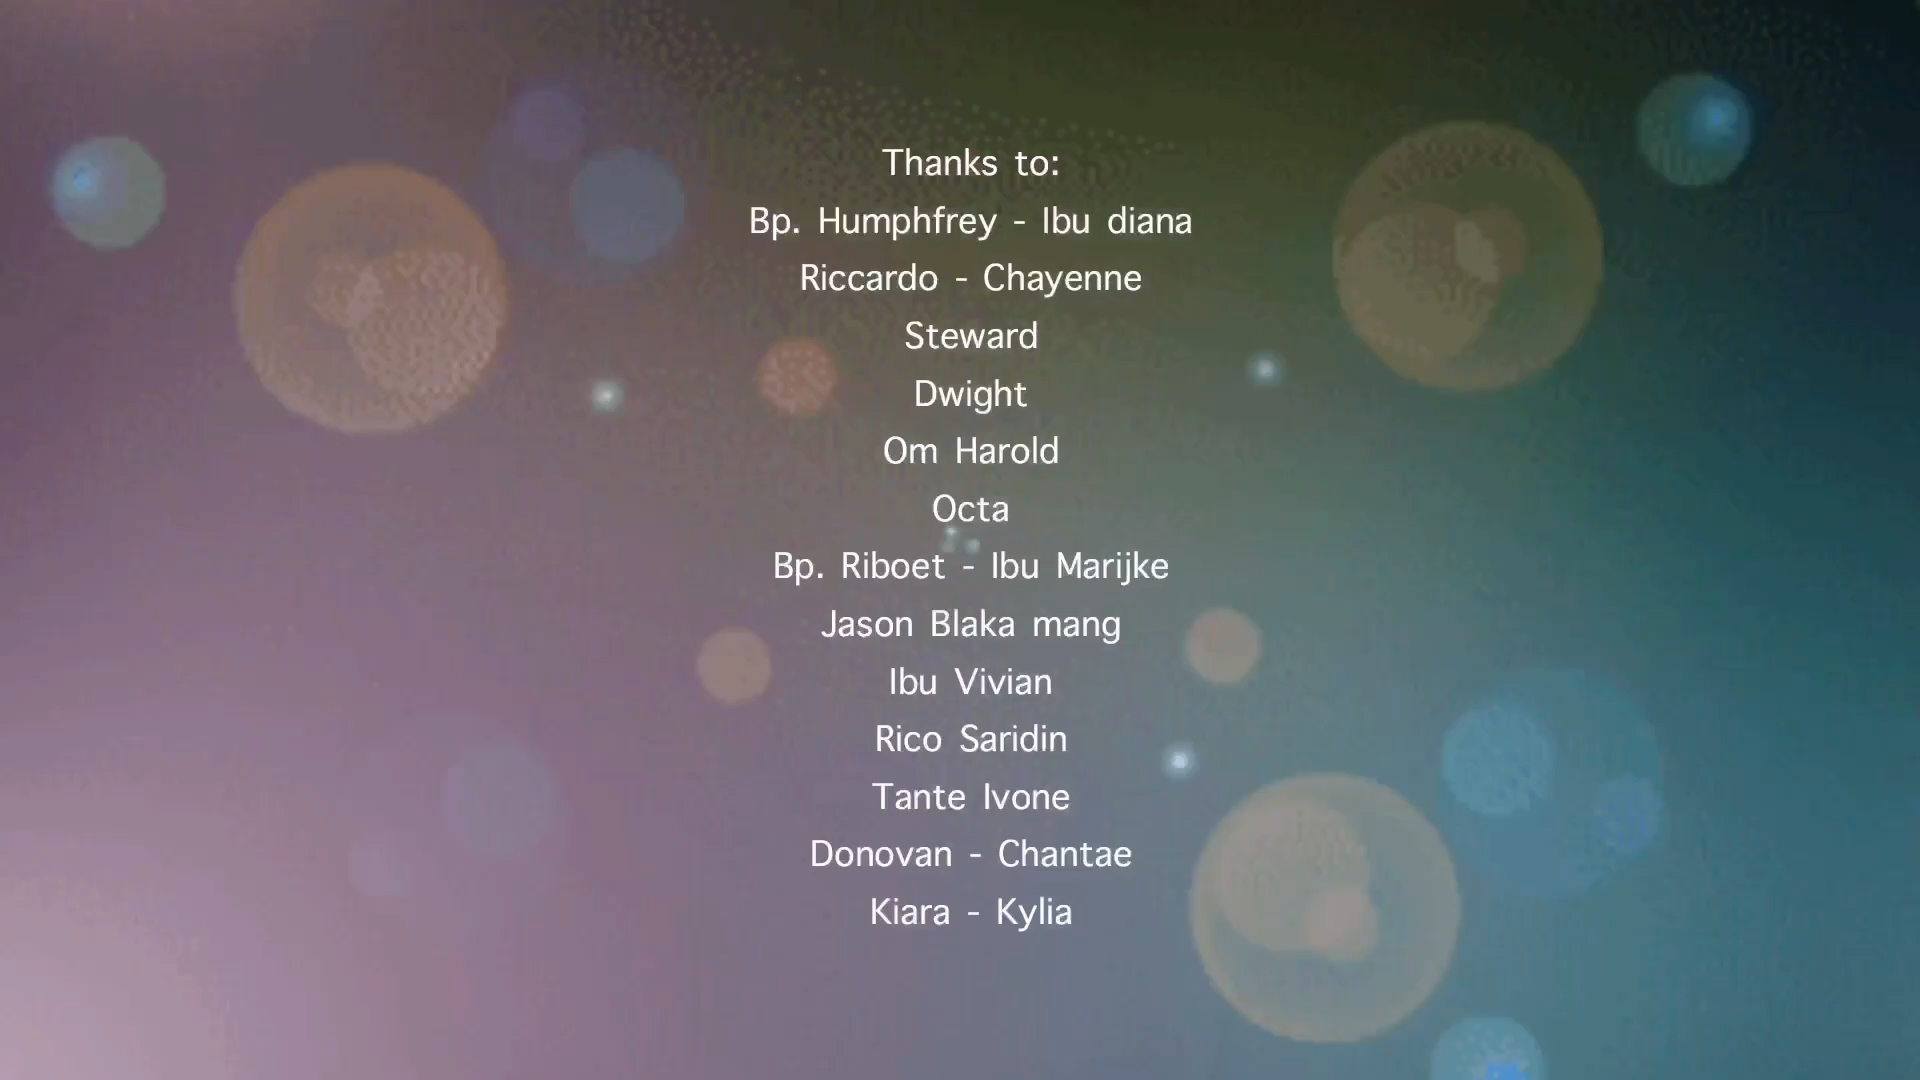 Thanks to:
Bp. Humphfrey - Ibu diana
Riccardo - Chayenne
Steward
Dwight
Om Harold
Octa
Bp. Riboet - Ibu Marijke
Jason Blaka mang
Ibu Vivian
Rico Saridin
Tante Ivone
Donovan - Chantae
Kiara - Kylia